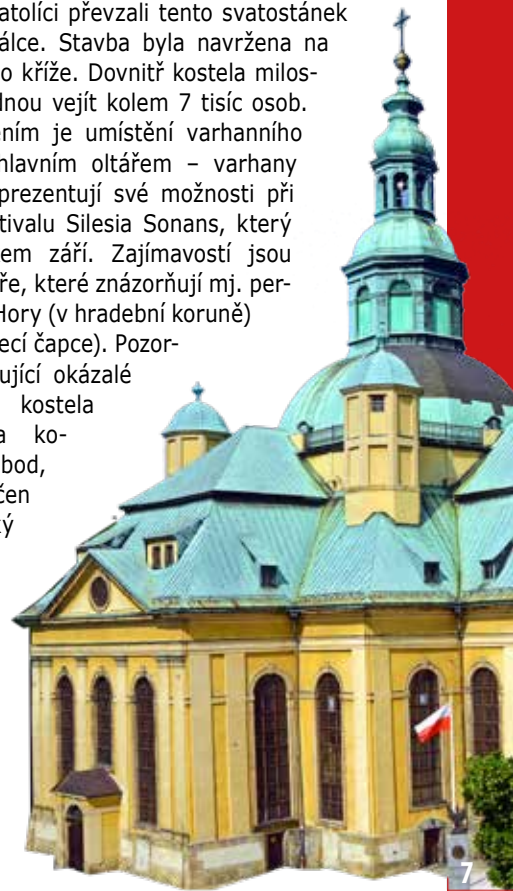 atolíci převzali tento svatostánek
álce. Stavba byla navržena na
o kříže. Dovnitř kostela milos-
dnou vejít kolem 7 tisíc osob.
ením je umístění varhanního
hlavním oltářem – varhany
prezentují své možnosti při
tivalu Silesia Sonans, který
em září. Zajímavostí jsou
ře, které znázorňují mj. per-
Hory (v hradební koruně)
ecí čapce). Pozor-
ující okázalé
kostela
a ko-
bod,
čen
ký
7